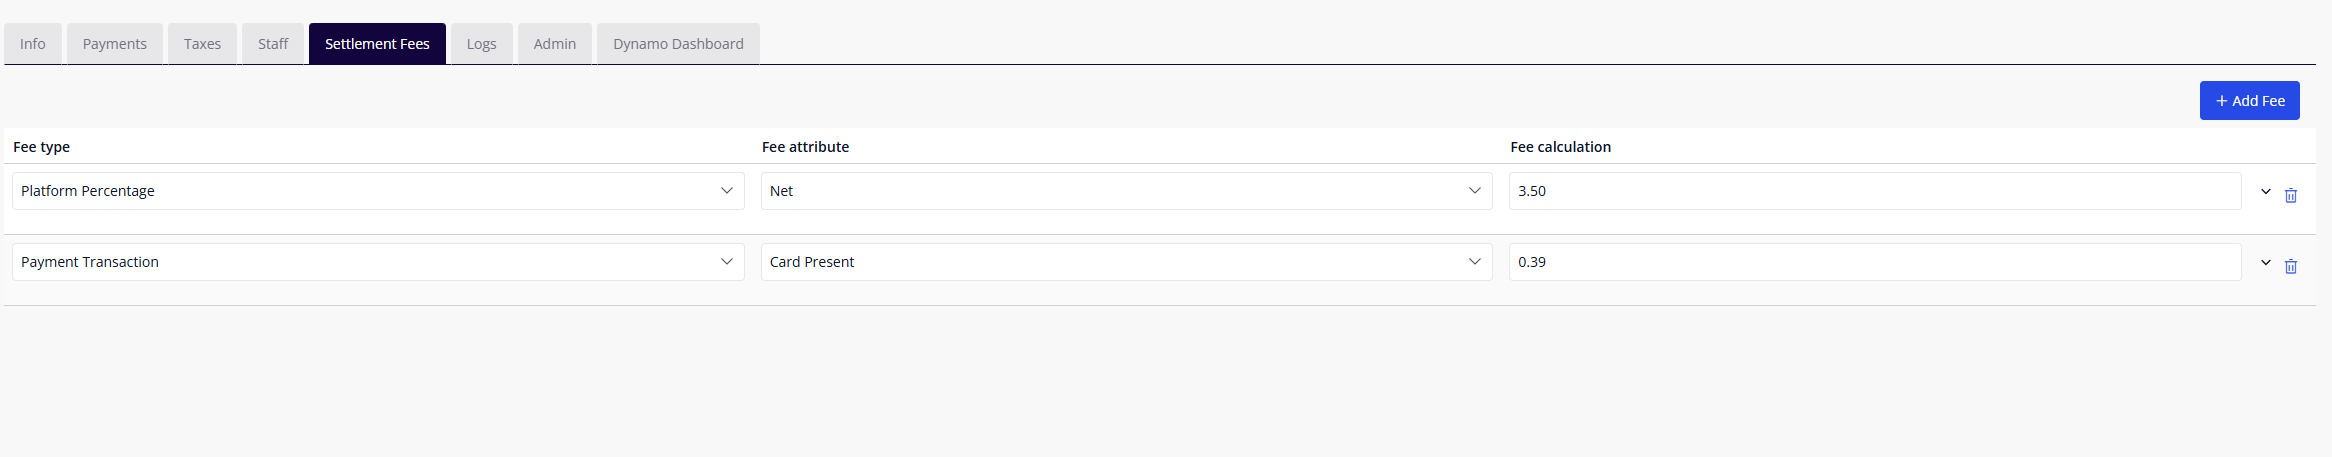 Info Payments Taxes Staff Settlement Fees Logs Admin Dynamo Dashboard
+ Add Fee
Fee type Fee attribute Fee calculation
Platform Percentage Net 3.50
Payment Transaction Card Present 0.39